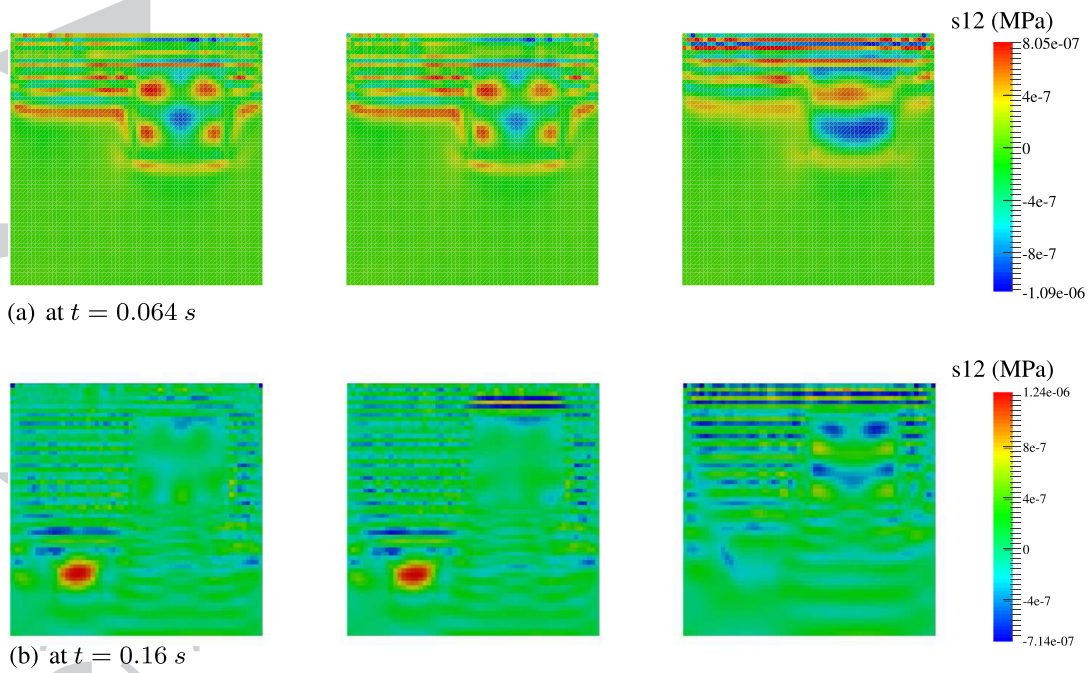 s12 (MPa)
8.05e-07
4e-7
0
-4e-7
-8e-7
-1.09e-06
(a) at t = 0.064 s
s12 (MPa)
1.24e-06
8e-7
4e-7
0
-4e-7
-7.14e-07
(b) at t = 0.16 s